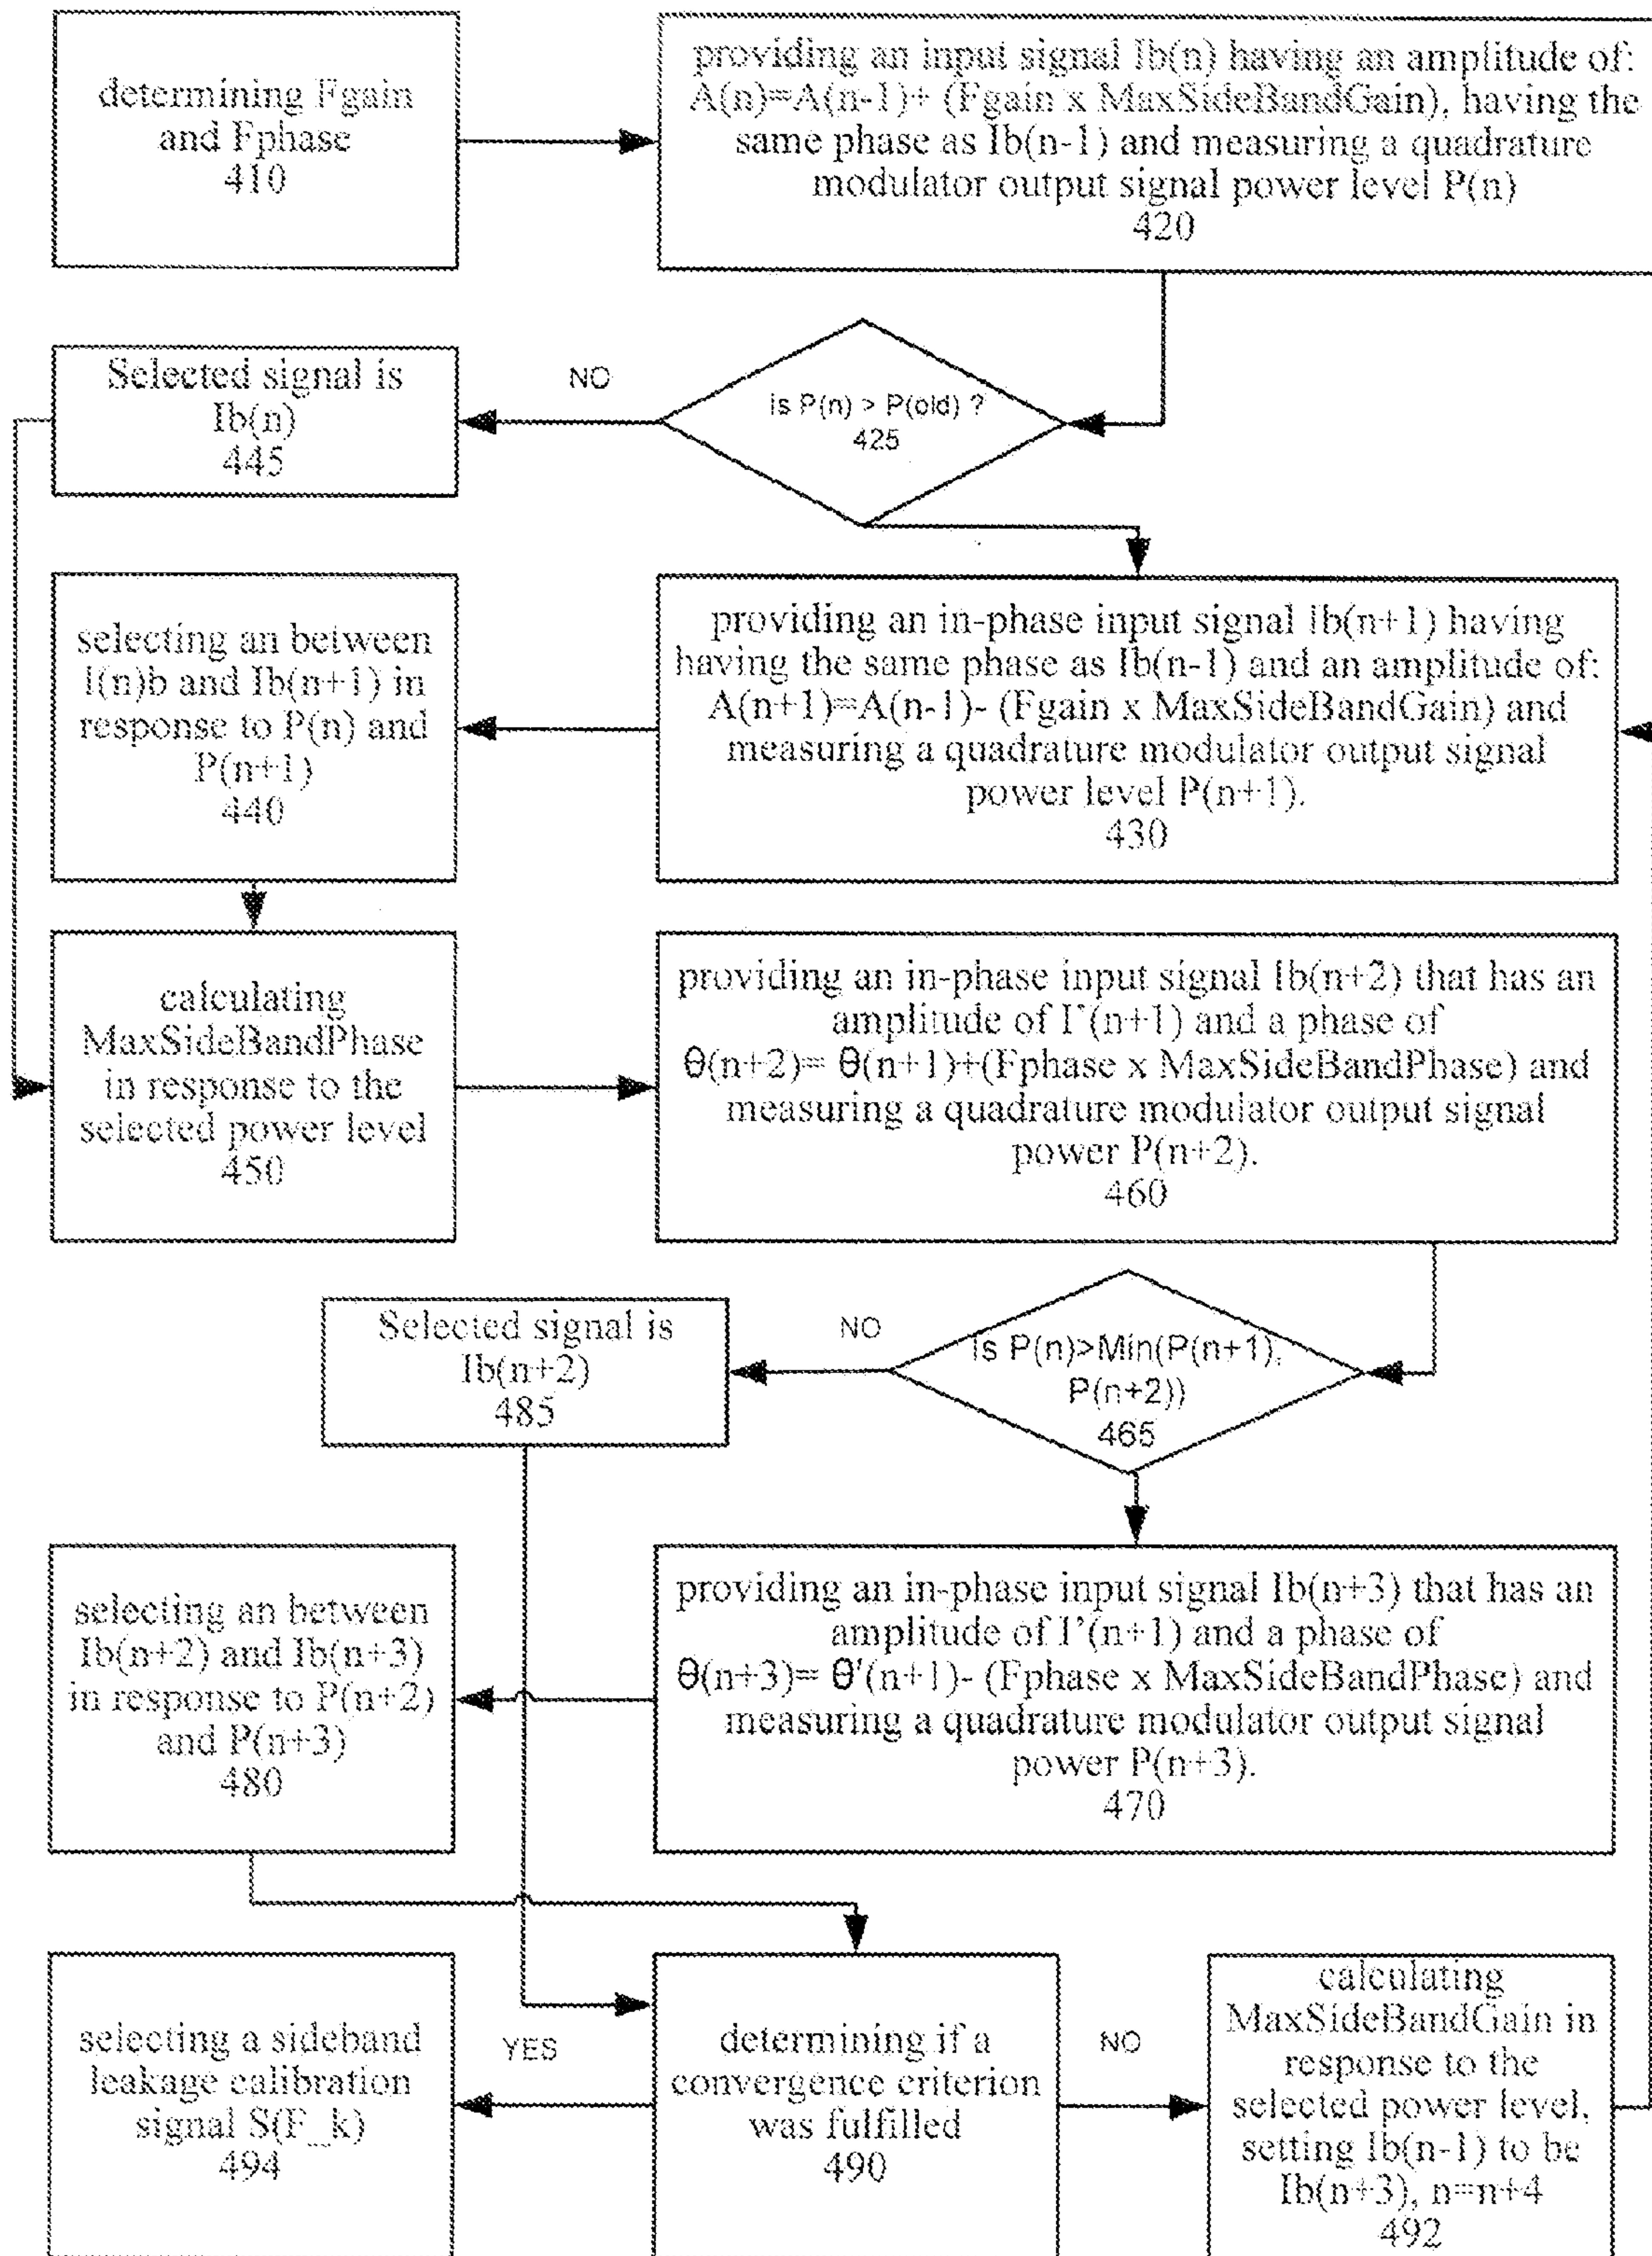 determining Fgain
and Fphase
410
providing an input signal Ib(n) having an amplitude of:
A(n)=A(n-1)+ (Fgain x MaxSideBandGain), having the
same phase as Ib(n-1) and measuring a quadrature
modulator output signal power level P(n)
420
Selected signal is
Ib(n)
445
NO
is P(n) > P(old) ?
425
selecting an between
I(n)b and Ib(n+1) in
response to P(n) and
P(n+1)
440
providing an in-phase input signal Ib(n+1) having
having the same phase as Ib(n-1) and an amplitude of:
A(n+1)=A(n-1)- (Fgain x MaxSideBandGain) and
measuring a quadrature modulator output signal
power level P(n+1).
430
calculating
MaxSideBandPhase
in response to the
selected power level
450
providing an in-phase input signal Ib(n+2) that has an
amplitude of I'(n+1) and a phase of
θ(n+2)= θ(n+1)+(Fphase x MaxSideBandPhase) and
measuring a quadrature modulator output signal
power P(n+2).
460
Selected signal is
Ib(n+2)
485
NO
is P(n)>Min(P(n+1),
P(n+2))
465
selecting an between
Ib(n+2) and Ib(n+3)
in response to P(n+2)
and P(n+3)
480
providing an in-phase input signal Ib(n+3) that has an
amplitude of I'(n+1) and a phase of
θ(n+3)= θ'(n+1)- (Fphase x MaxSideBandPhase) and
measuring a quadrature modulator output signal
power P(n+3).
470
selecting a sideband
leakage calibration
signal S(F_k)
494
YES
determining if a
convergence criterion
was fulfilled
490
NO
calculating
MaxSideBandGain in
response to the
selected power level,
setting Ib(n-1) to be
Ib(n+3), n=n+4
492